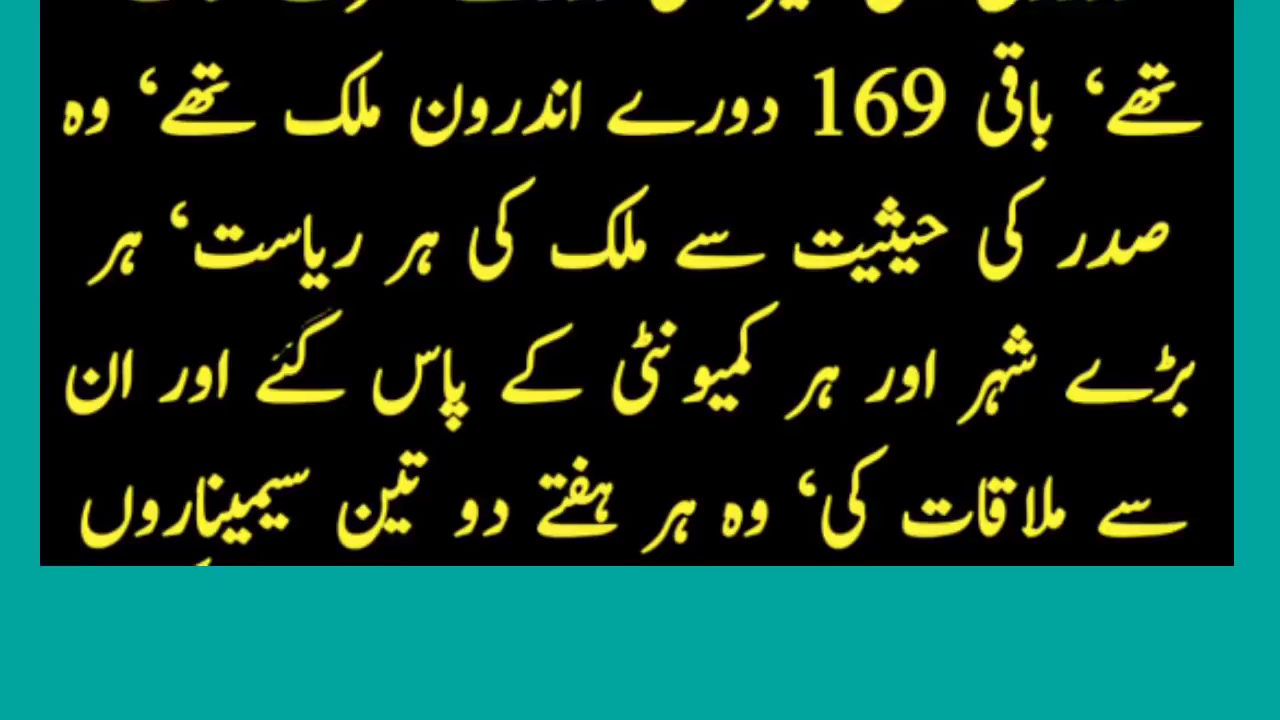 تھے‘ باقی 169 دورے اندرون ملک تھے‘ وہ
صدر کی حیثیت سے ملک کی ہر ریاست‘ ہر
بڑے شہر اور ہر کمیونٹی کے پاس گئے اور ان
سے ملاقات کی‘ وہ ہر ہفتے دو تین سیمیناروں